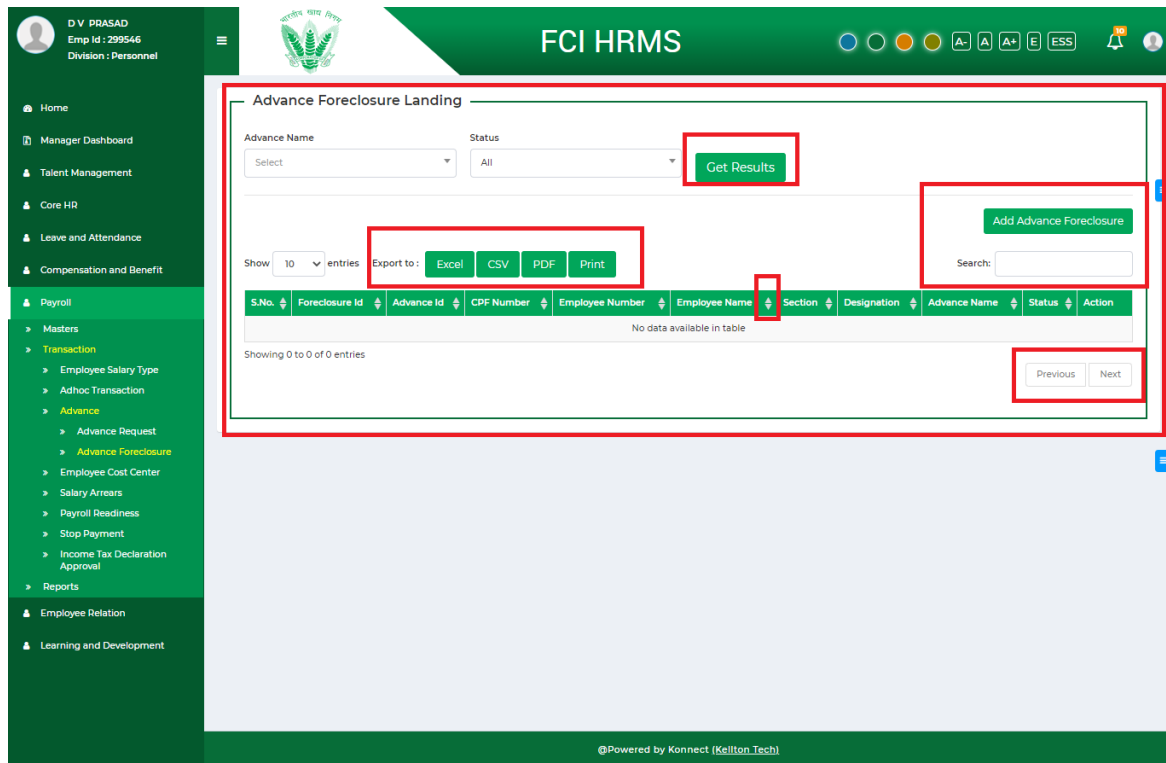 D V PRASAD
Emp Id : 299546
Division : Personnel
भारतीय खाद्य निगम
FCI HRMS
A- A A+ E ESS
10
Home
Manager Dashboard
Talent Management
Core HR
Leave and Attendance
Compensation and Benefit
Payroll
Masters
Transaction
Employee Salary Type
Adhoc Transaction
Advance
Advance Request
Advance Foreclosure
Employee Cost Center
Salary Arrears
Payroll Readiness
Stop Payment
Income Tax Declaration
Approval
Reports
Employee Relation
Learning and Development
Advance Foreclosure Landing
Advance Name Status
Select All Get Results
Add Advance Foreclosure
Show 10 entries Export to : Excel CSV PDF Print Search:
S.No. Foreclosure Id Advance Id CPF Number Employee Number Employee Name Section Designation Advance Name Status Action
No data available in table
Showing 0 to 0 of 0 entries
Previous Next
@Powered by Konnect (Kellton Tech)